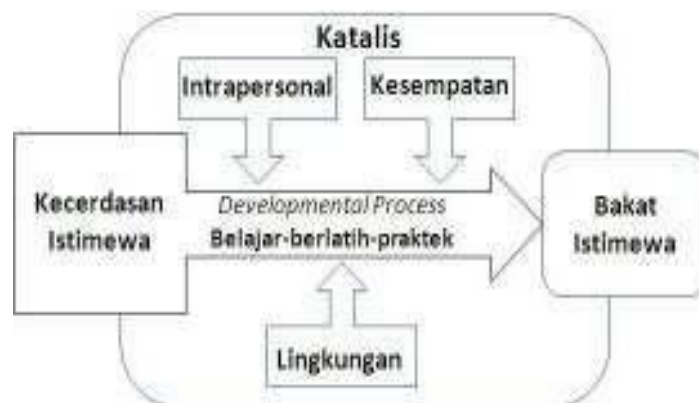 Katalis
Intrapersonal
Kesempatan
Kecerdasan
Istimewa
Developmental Process
Belajar-berlatih-praktek
Bakat
Istimewa
Lingkungan